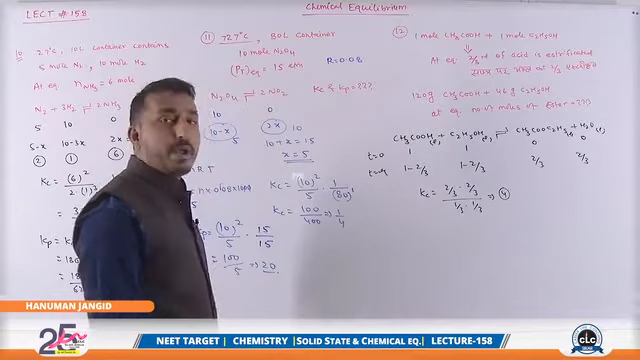 LECT #158
Chemical Equilibrium
10 27°C, 10L Container contains
5 mole N2, 10 mole H2
At eq nNH3 = 6 mole
N2 + 3H2 ⇌ 2NH3
5 10 0
5-x 10-3x 2x
2 1 6
Kc = (6)² / 2·(1)³
11 727°C, 80L Container
10 mole N2O4
(PT)eq = 15 atm R=0.08
N2O4 ⇌ 2NO2 Kc & Kp = ???
10 0
10-x 2x 10
10 + x = 15
x = 5
Kc = (10)² / 5 · 1 / (80)¹
Kc = 100 / 400 ⇒ 1/4
= (10)² / 5 · 15 / 15
= 100 / 5 ⇒ 20
12 1 mole CH3COOH + 1 mole C2H5OH
At eq 2/3rd of acid is estrificated
120g CH3COOH + 46g C2H5OH
At eq no of moles of Ester = ???
CH3COOH(l) + C2H5OH(l) ⇌ CH3COOC2H5(l) + H2O(l)
t=0 1 1 0 0
1-2/3 1-2/3 2/3 2/3
Kc = 2/3 · 2/3 / 1/3 · 1/3 ⇒ 4
HANUMAN JANGID
25
NEET TARGET | CHEMISTRY |SOLID STATE & CHEMICAL EQ. | LECTURE-158
CLC